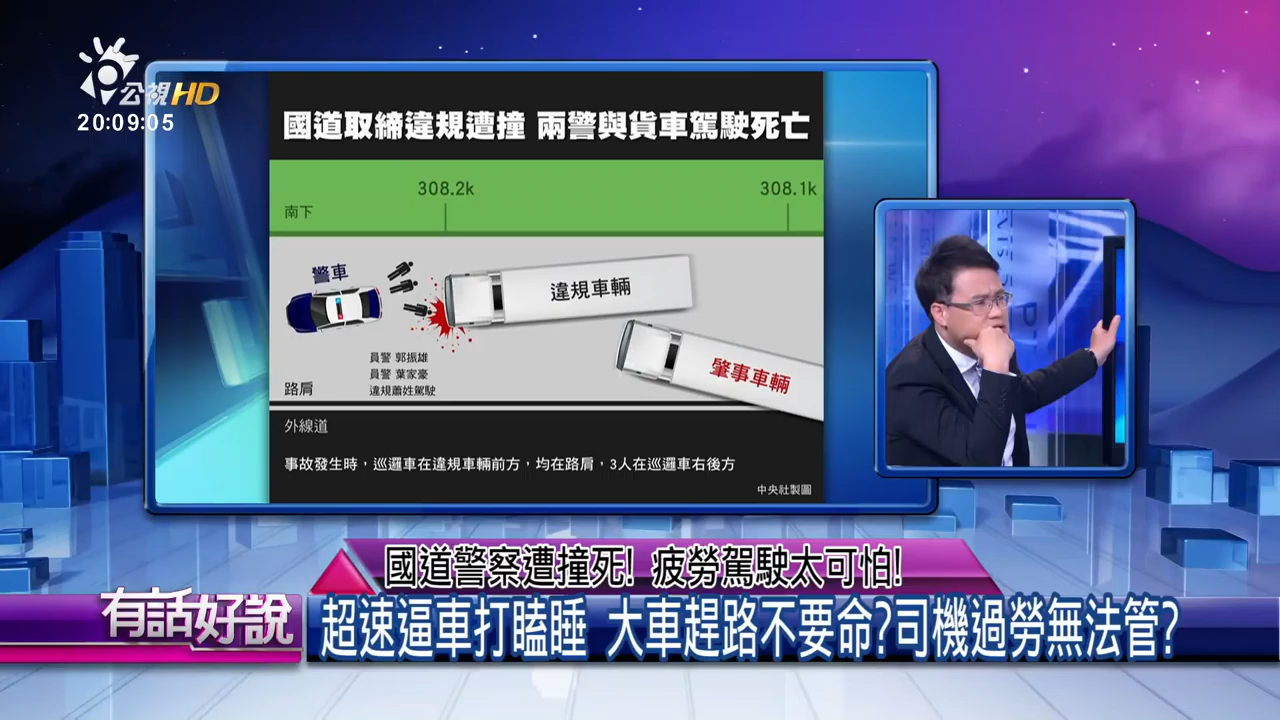 公視HD
20:09:05
國道取締違規遭撞 兩警與貨車駕駛死亡
308.2k
308.1k
南下
警車
違規車輛
肇事車輛
員警 郭振雄
員警 葉家豪
違規蕭姓駕駛
路肩
外線道
事故發生時，巡邏車在違規車輛前方，均在路肩，3人在巡邏車右後方
中央社製圖
國道警察遭撞死! 疲勞駕駛太可怕!
有話好說
超速逼車打瞌睡 大車趕路不要命?司機過勞無法管?